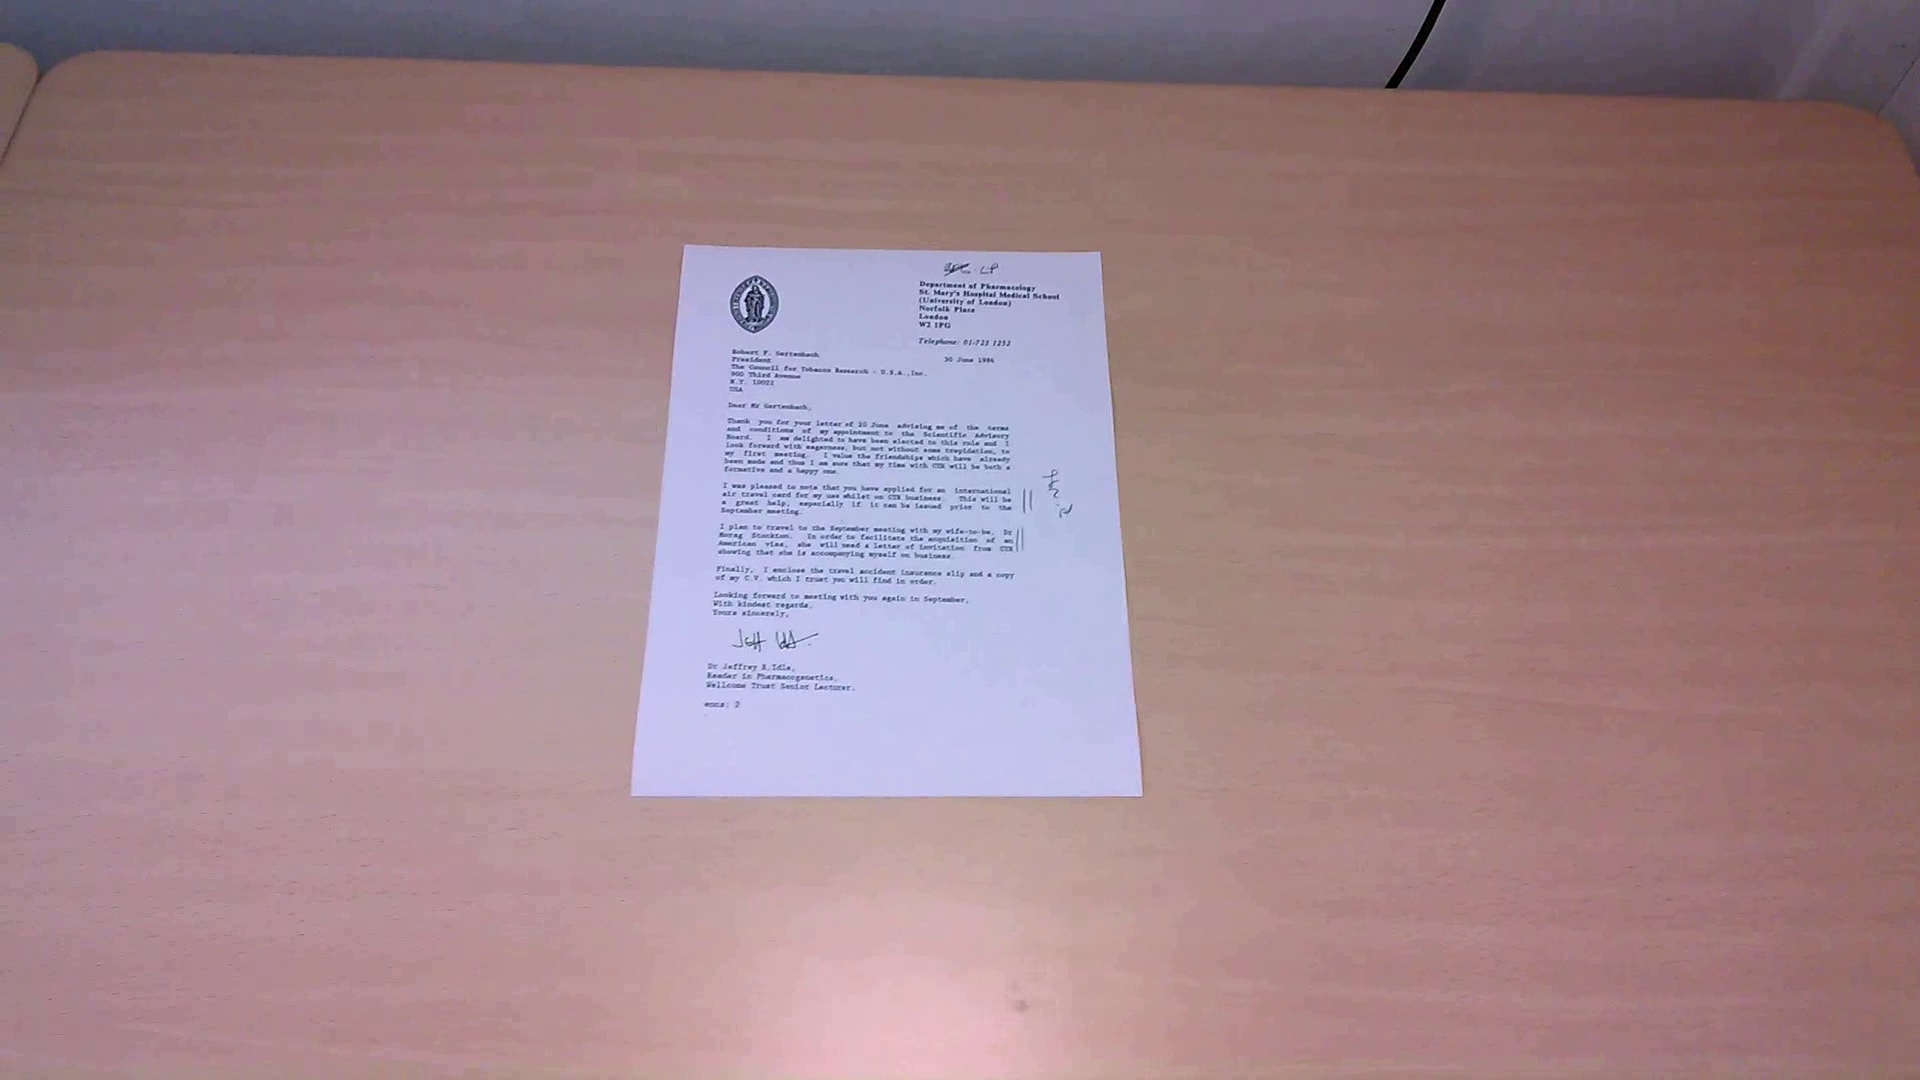 LP
Department of Pharmacology
St. Mary's Hospital Medical School
(University of London)
Norfolk Place
London
W2 1PG
Telephone: 01-723 1252
Robert F. Gertenbach
President
30 June 1986
The Council for Tobacco Research - U.S.A.,Inc.
900 Third Avenue
N.Y. 10022
USA
Dear Mr Gertenbach,
Thank you for your letter of 20 June advising me of the terms
and conditions of my appointment to the Scientific Advisory
Board. I am delighted to have been elected to this role and I
look forward with eagerness, but not without some trepidation, to
my first meeting. I value the friendships which have already
been made and thus I am sure that my time with CTR will be both a
formative and a happy one.
I was pleased to note that you have applied for an international
air travel card for my use whilst on CTR business. This will be
a great help, especially if it can be issued prior to the
September meeting.
I plan to travel to the September meeting with my wife-to-be, Dr
Morag Stockton. In order to facilitate the acquisition of an
American visa, she will need a letter of invitation from CTR
showing that she is accompanying myself on business.
Finally, I enclose the travel accident insurance slip and a copy
of my C.V. which I trust you will find in order.
Looking forward to meeting with you again in September,
With kindest regards,
Yours sincerely,
Dr Jeffrey R.Idle,
Reader in Pharmacogenetics,
Wellcome Trust Senior Lecturer.
encs: 2